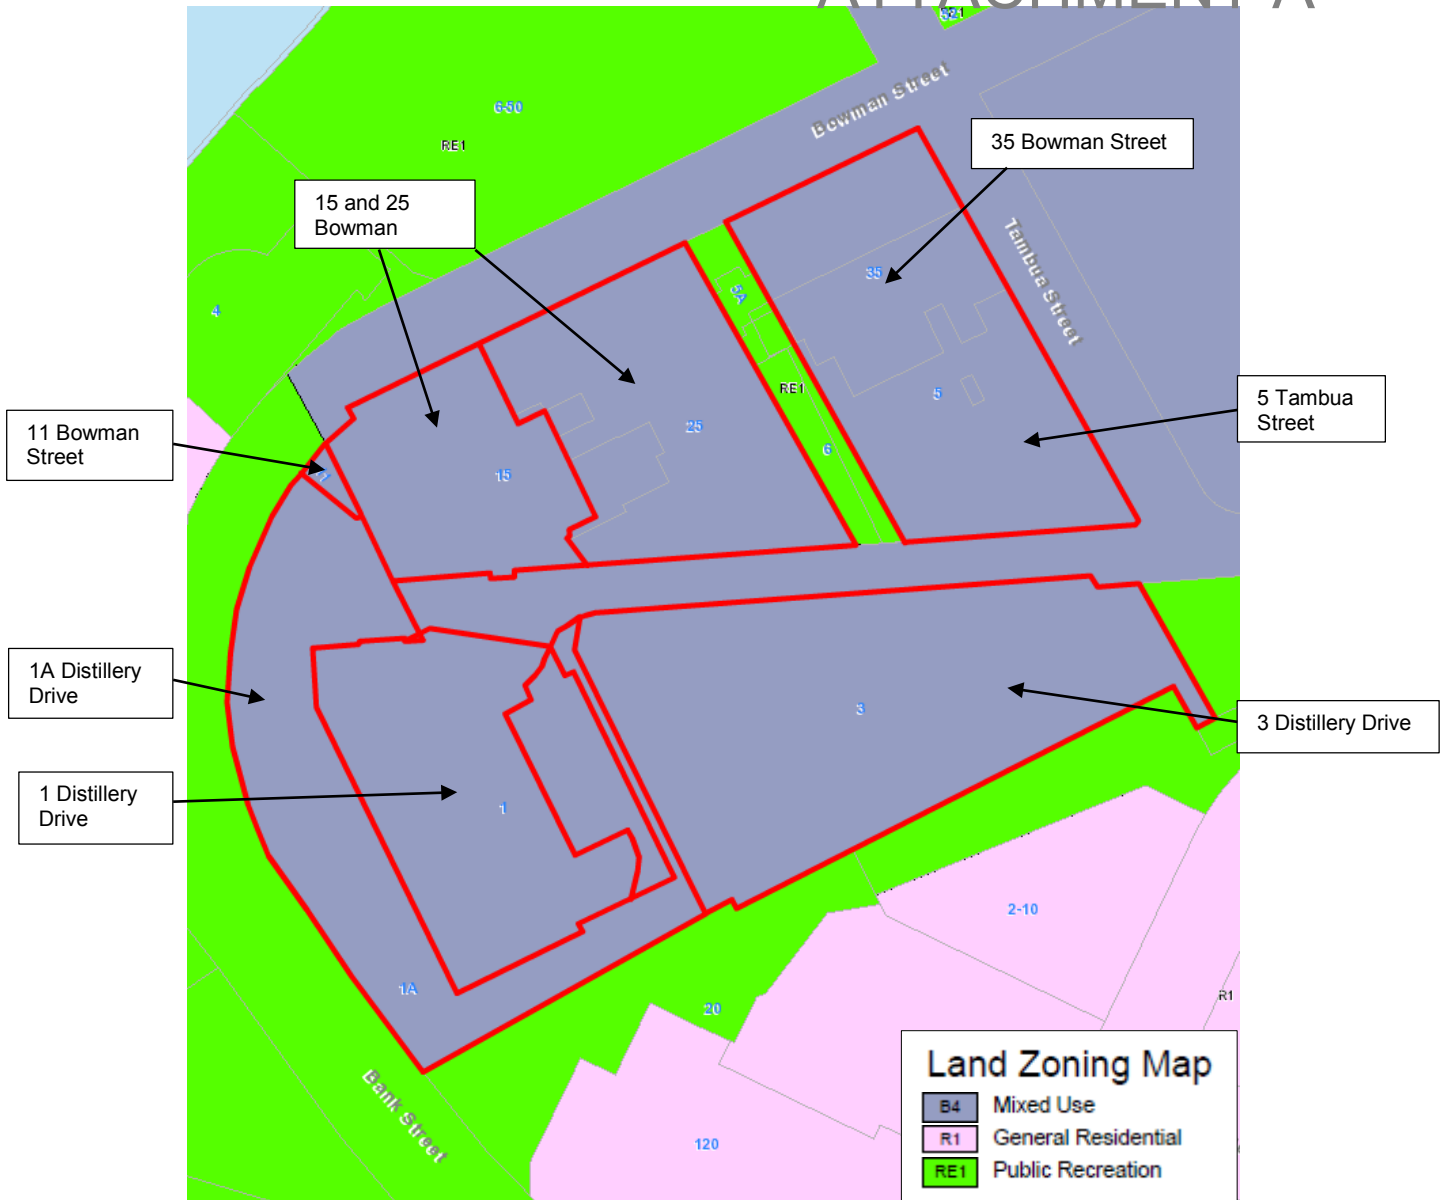 ATTACHMENT A
RE1
Bowman Street
6-50
RE1
35 Bowman Street
15 and 25
Bowman
Tambua Street
35
5A
4
RE1
5 Tambua
Street
5
11 Bowman
Street
25
6
15
11
1A Distillery
Drive
3
3 Distillery Drive
1 Distillery
Drive
1
2-10
1A
R1
20
Bank Street
120
Land Zoning Map
B4 Mixed Use
R1 General Residential
RE1 Public Recreation